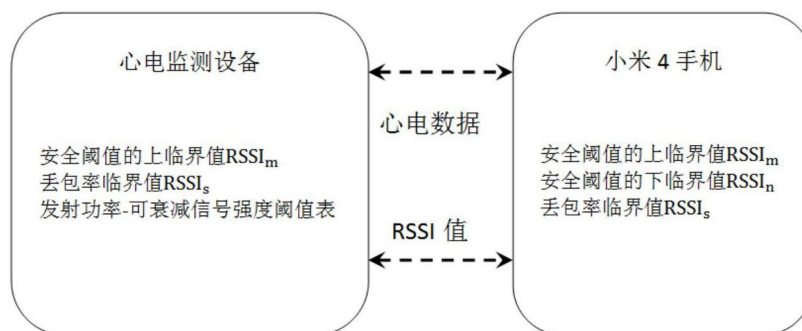 心电监测设备
安全阈值的上临界值RSSIm
丢包率临界值RSSIs
发射功率-可衰减信号强度阈值表
心电数据
RSSI 值
小米 4 手机
安全阈值的上临界值RSSIm
安全阈值的下临界值RSSIn
丢包率临界值RSSIs